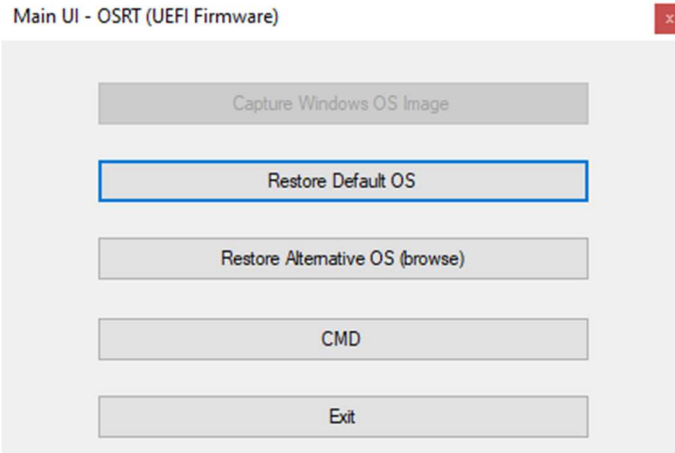 Main UI - OSRT (UEFI Firmware)
x
Capture Windows OS Image
Restore Default OS
Restore Alternative OS (browse)
CMD
Exit